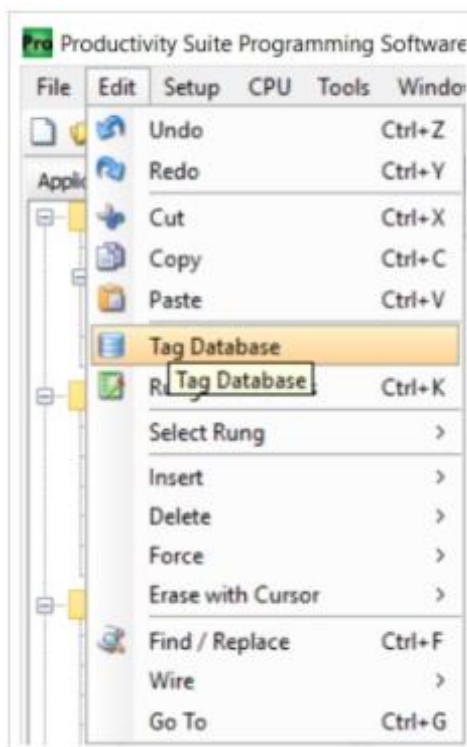 Pro Productivity Suite Programming Software
File Edit Setup CPU Tools
Undo Ctrl+Z
Redo Ctrl+Y
Cut Ctrl+X
Copy Ctrl+C
Paste Ctrl+V
Tag Database
Tag Database
Ctrl+K
Select Rung >
Insert >
Delete >
Force >
Erase with Cursor >
Find / Replace Ctrl+F
Wire >
Go To Ctrl+G